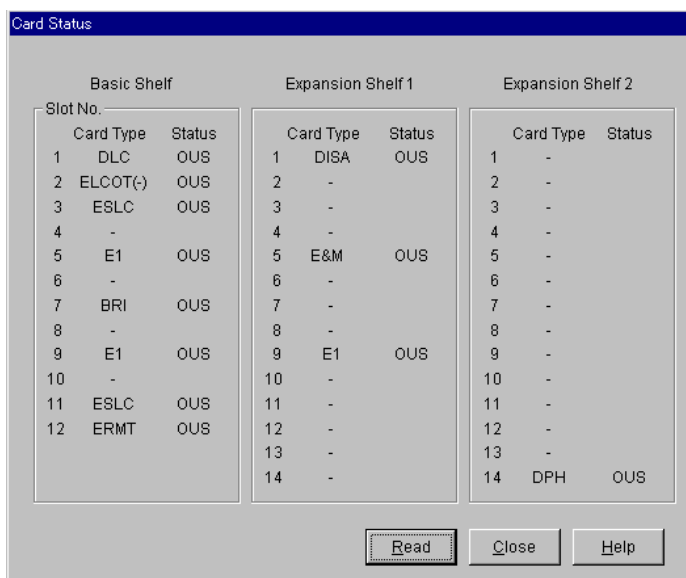 Card Status
Basic Shelf Expansion Shelf 1 Expansion Shelf 2
Slot No.
Card Type Status Card Type Status Card Type Status
1 DLC OUS 1 DISA OUS 1 -
2 ELCOT(-) OUS 2 - 2 -
3 ESLC OUS 3 - 3 -
4 - 4 - 4 -
5 E1 OUS 5 E&M OUS 5 -
6 - 6 - 6 -
7 BRI OUS 7 - 7 -
8 - 8 - 8 -
9 E1 OUS 9 E1 OUS 9 -
10 - 10 - 10 -
11 ESLC OUS 11 - 11 -
12 ERMT OUS 12 - 12 -
13 - 13 -
14 - 14 DPH OUS
Read Close Help